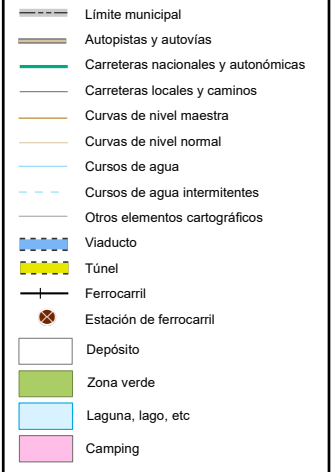 Límite municipal
Autopistas y autovías
Carreteras nacionales y autonómicas
Carreteras locales y caminos
Curvas de nivel maestra
Curvas de nivel normal
Cursos de agua
Cursos de agua intermitentes
Otros elementos cartográficos
Viaducto
Túnel
Ferrocarril
Estación de ferrocarril
Depósito
Zona verde
Laguna, lago, etc
Camping